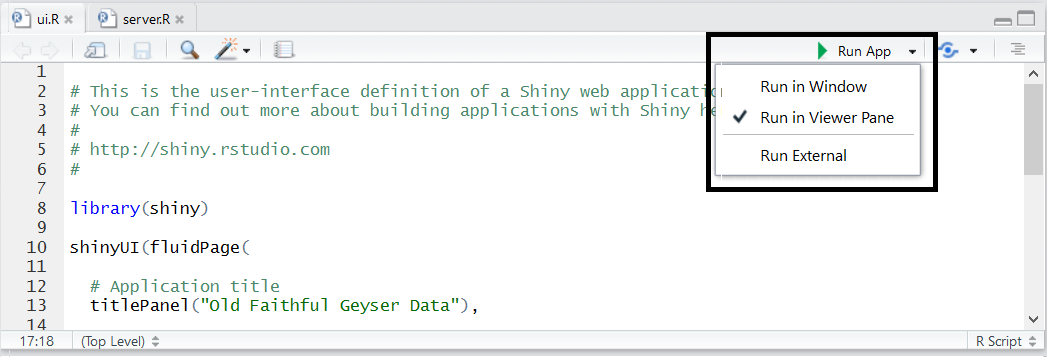 ui.R server.R
Run App
1
2 # This is the user-interface definition of a Shiny web application
3 # You can find out more about building applications with Shiny he
4 #
5 # http://shiny.rstudio.com
6 #
7
8 library(shiny)
9
10 shinyUI(fluidPage(
11
12 # Application title
13 titlePanel("Old Faithful Geyser Data"),
14
Run in Window
Run in Viewer Pane
Run External
17:18 (Top Level) R Script